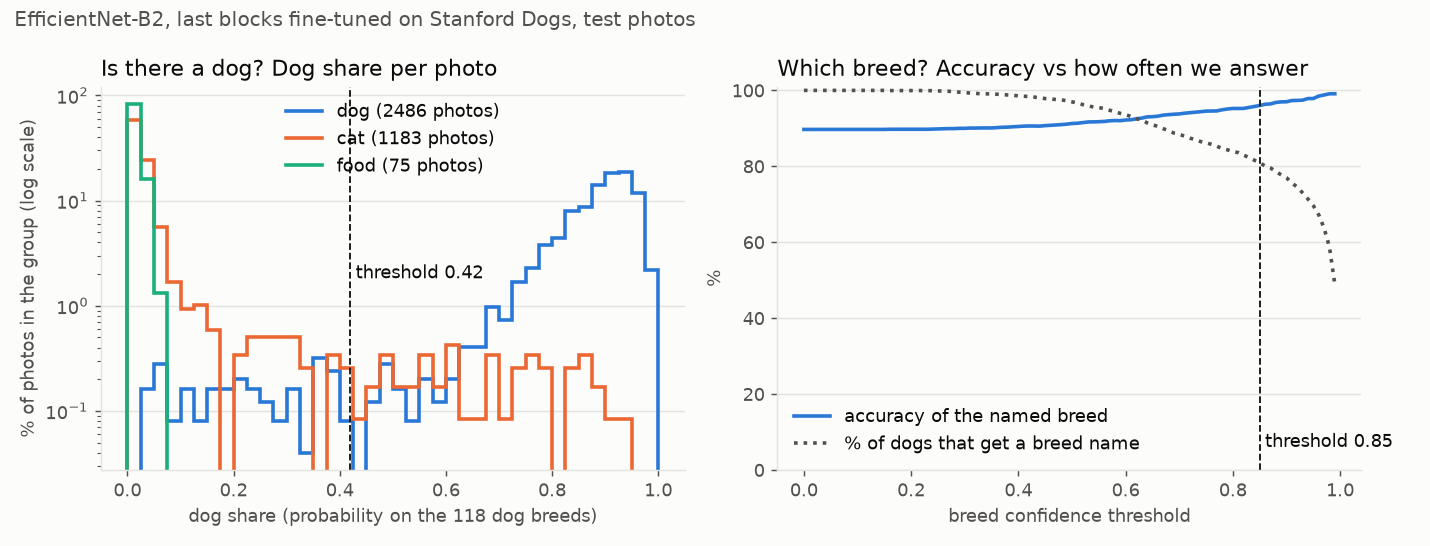 EfficientNet-B2, last blocks fine-tuned on Stanford Dogs, test photos
Is there a dog? Dog share per photo
% of photos in the group (log scale)
10²
10¹
10⁰
10⁻¹
dog (2486 photos)
cat (1183 photos)
food (75 photos)
threshold 0.42
0.0 0.2 0.4 0.6 0.8 1.0
dog share (probability on the 118 dog breeds)
Which breed? Accuracy vs how often we answer
%
100
80
60
40
20
0
accuracy of the named breed
% of dogs that get a breed name
threshold 0.85
0.0 0.2 0.4 0.6 0.8 1.0
breed confidence threshold